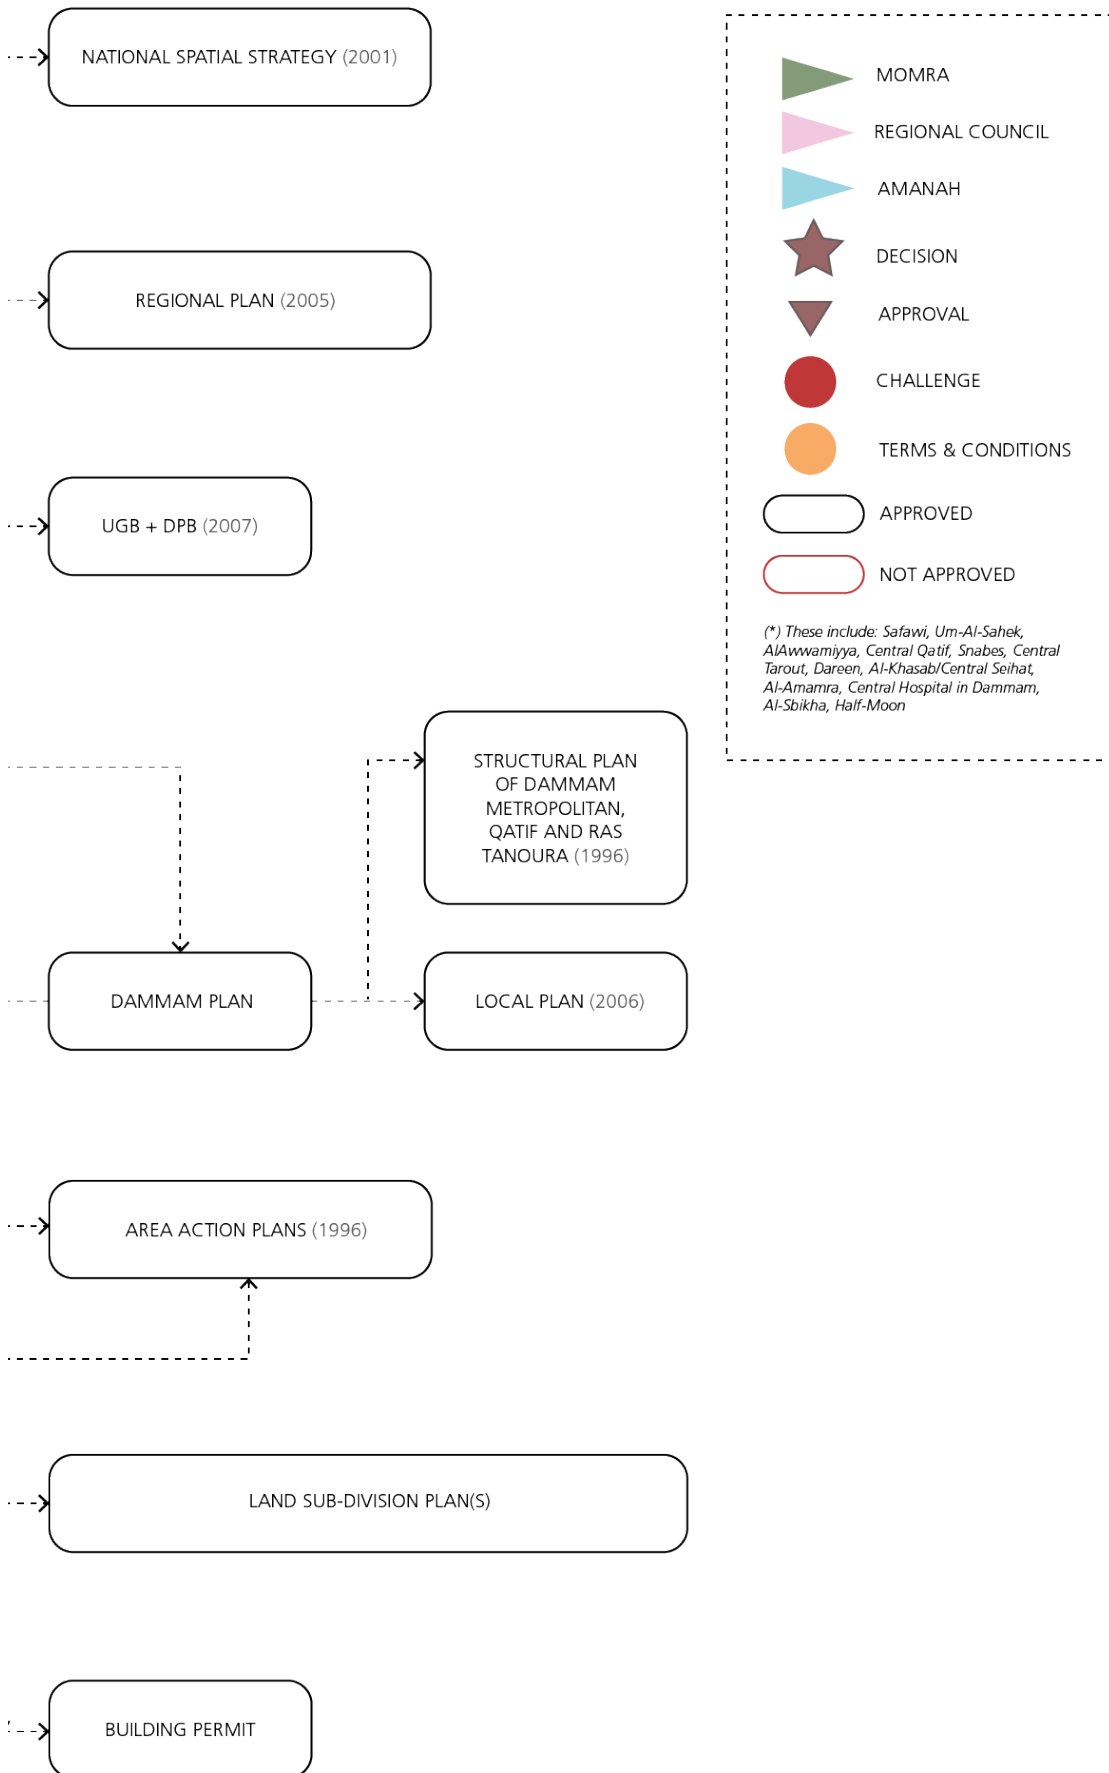 NATIONAL SPATIAL STRATEGY (2001)
REGIONAL PLAN (2005)
UGB + DPB (2007)
STRUCTURAL PLAN
OF DAMMAM
METROPOLITAN,
QATIF AND RAS
TANOURA (1996)
DAMMAM PLAN
LOCAL PLAN (2006)
AREA ACTION PLANS (1996)
LAND SUB-DIVISION PLAN(S)
BUILDING PERMIT
MOMRA
REGIONAL COUNCIL
AMANAH
DECISION
APPROVAL
CHALLENGE
TERMS & CONDITIONS
APPROVED
NOT APPROVED
(*) These include: Safawi, Um-Al-Sahek,
AlAwwamiyya, Central Qatif, Snabes, Central
Tarout, Dareen, Al-Khasab/Central Seihat,
Al-Amamra, Central Hospital in Dammam,
Al-Sbikha, Half-Moon